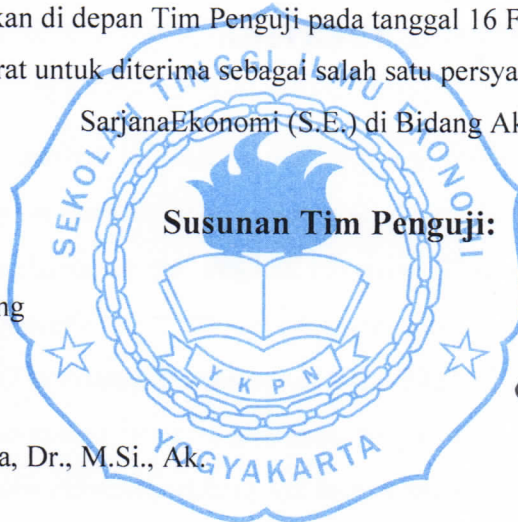 kan di depan Tim Penguji pada tanggal 16 F
rat untuk diterima sebagai salah satu persya
SarjanaEkonomi (S.E.) di Bidang Ak
SEKOLAH TINGGI ILMU EKONOMI
Susunan Tim Penguji:
ng
YKPN
a, Dr., M.Si., Ak.
YOGYAKARTA